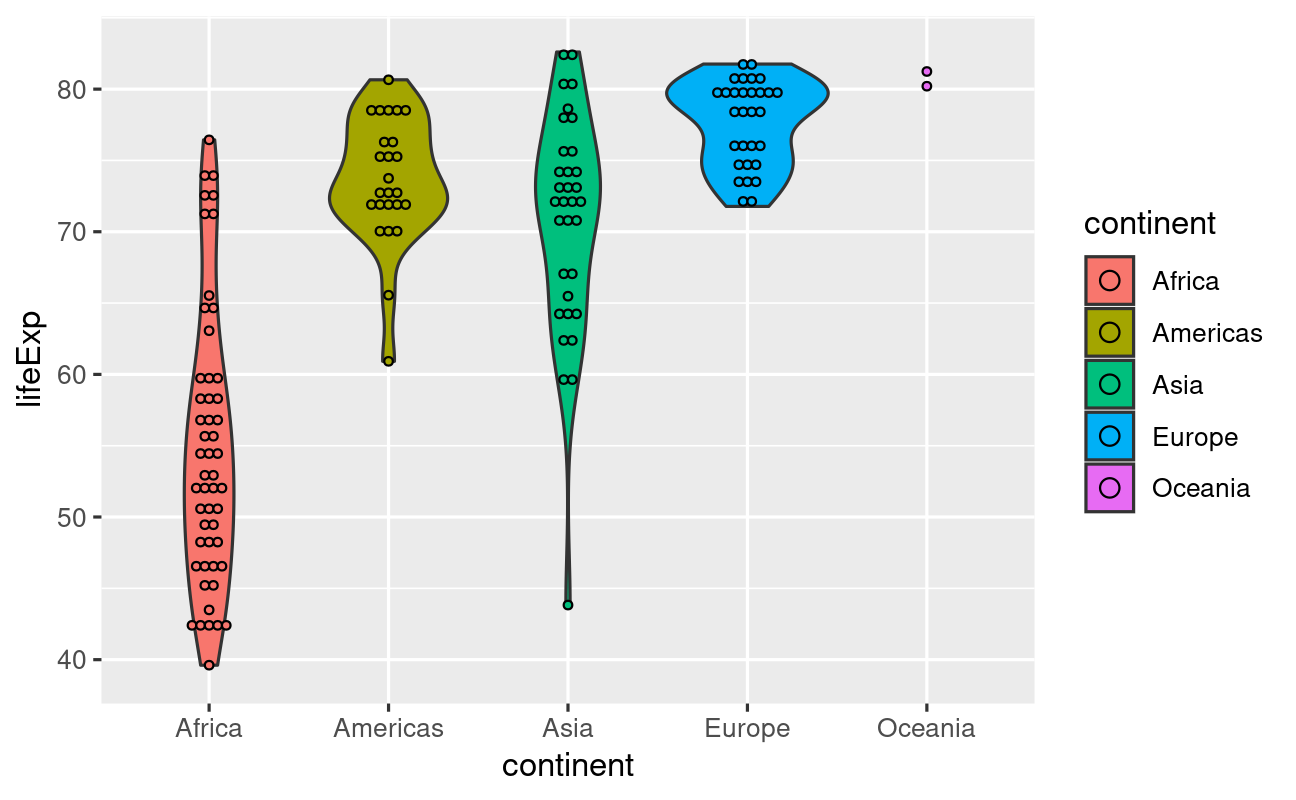 lifeExp
80
70
60
50
40
Africa
Americas
Asia
Europe
Oceania
continent
continent
Africa
Americas
Asia
Europe
Oceania